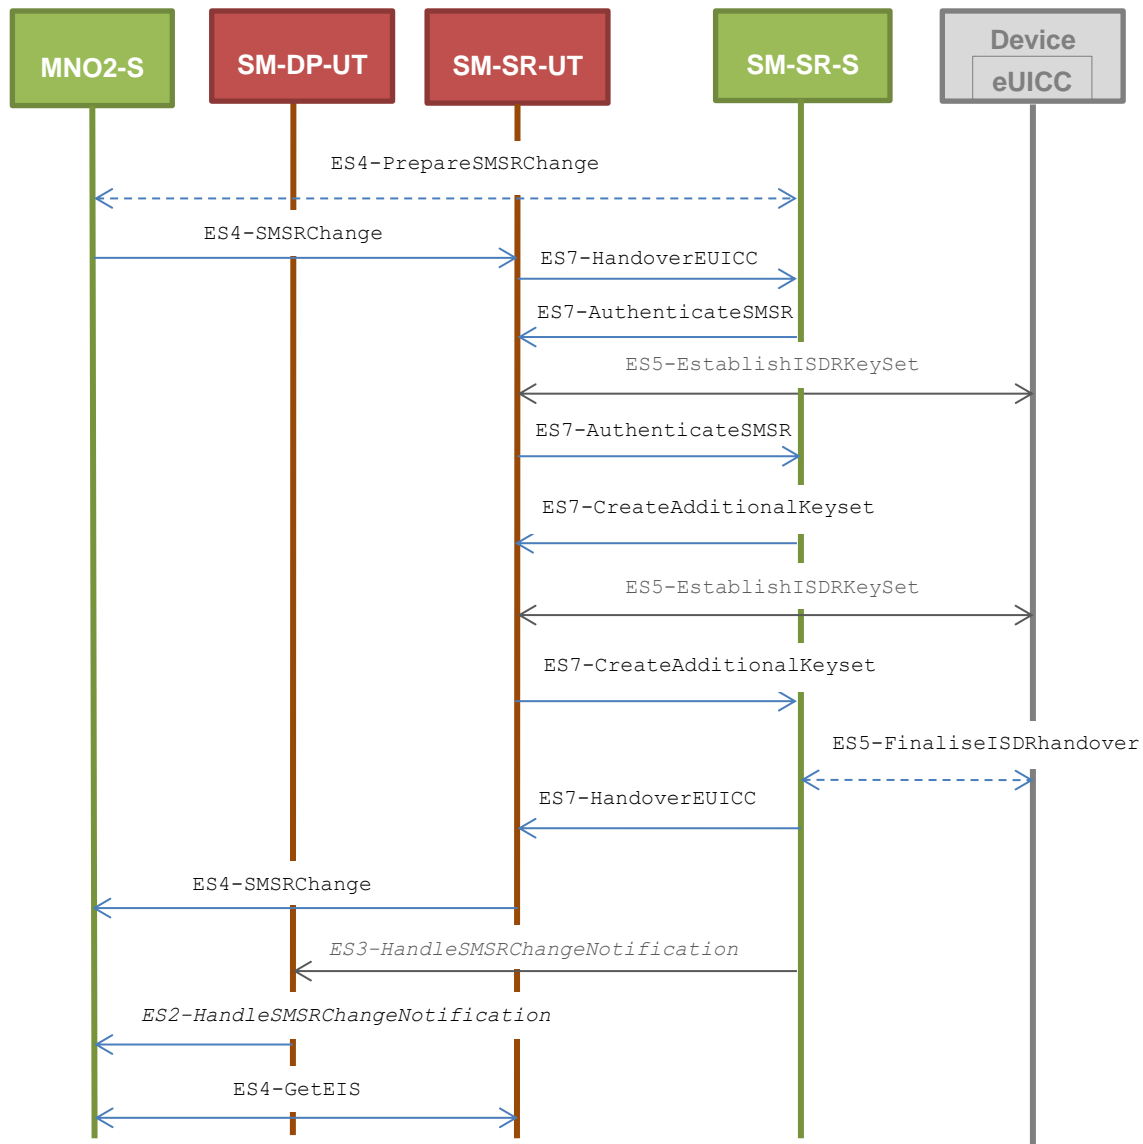 MNO2-S
SM-DP-UT
SM-SR-UT
SM-SR-S
Device
eUICC
ES4-PrepareSMSRChange
ES4-SMSRChange
ES7-HandoverEUICC
ES7-AuthenticateSMSR
ES5-EstablishISDRKeySet
ES7-AuthenticateSMSR
ES7-CreateAdditionalKeyset
ES5-EstablishISDRKeySet
ES7-CreateAdditionalKeyset
ES5-FinaliseISDRhandover
ES7-HandoverEUICC
ES4-SMSRChange
ES3-HandleSMSRChangeNotification
ES2-HandleSMSRChangeNotification
ES4-GetEIS